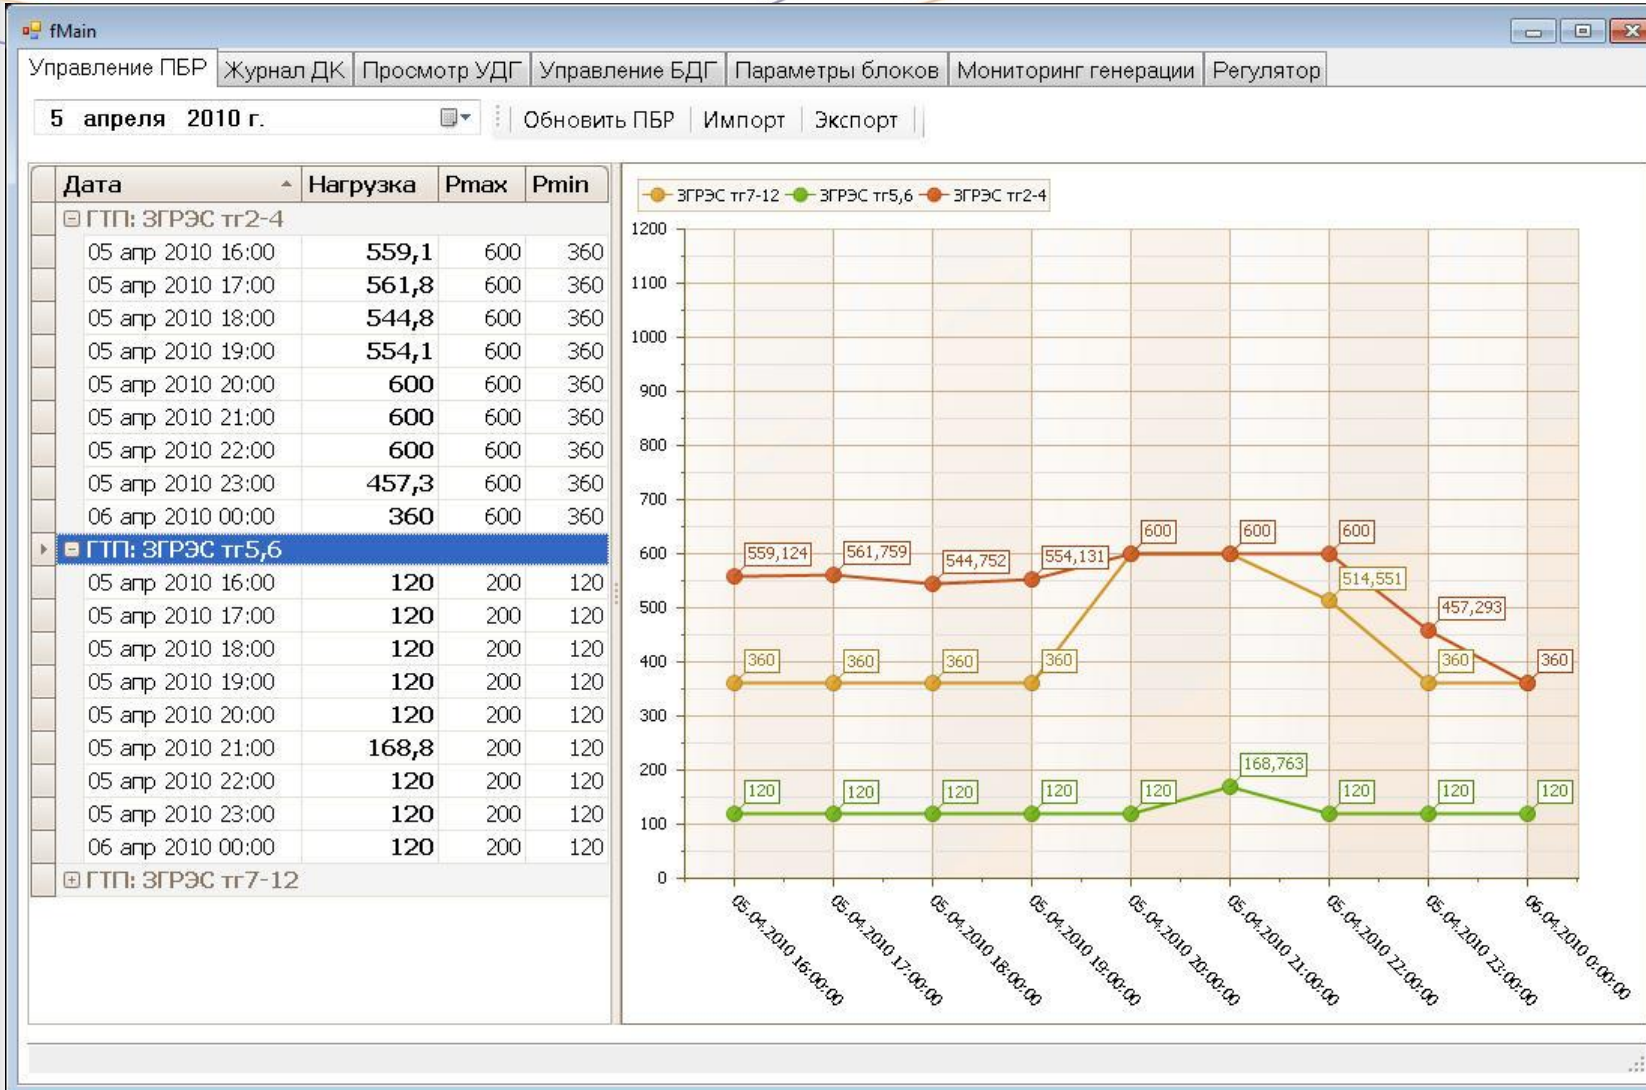 fMain
Управление ПБР Журнал ДК Просмотр УДГ Управление БДГ Параметры блоков Мониторинг генерации Регулятор
5 апреля 2010 г. Обновить ПБР Импорт Экспорт
Дата Нагрузка Pmax Pmin
ГТП: ЗГРЭС тг2-4
05 апр 2010 16:00 559,1 600 360
05 апр 2010 17:00 561,8 600 360
05 апр 2010 18:00 544,8 600 360
05 апр 2010 19:00 554,1 600 360
05 апр 2010 20:00 600 600 360
05 апр 2010 21:00 600 600 360
05 апр 2010 22:00 600 600 360
05 апр 2010 23:00 457,3 600 360
06 апр 2010 00:00 360 600 360
ГТП: ЗГРЭС тг5,6
05 апр 2010 16:00 120 200 120
05 апр 2010 17:00 120 200 120
05 апр 2010 18:00 120 200 120
05 апр 2010 19:00 120 200 120
05 апр 2010 20:00 120 200 120
05 апр 2010 21:00 168,8 200 120
05 апр 2010 22:00 120 200 120
05 апр 2010 23:00 120 200 120
06 апр 2010 00:00 120 200 120
ГТП: ЗГРЭС тг7-12
ЗГРЭС тг7-12 ЗГРЭС тг5,6 ЗГРЭС тг2-4
1200
1100
1000
900
800
700
600
500
400
300
200
100
0
600 600 600
559,124 561,759 544,752 554,131
514,551
457,293
360 360 360 360 360 360
168,763
120 120 120 120 120 120 120 120
05.04.2010 16:00:00
05.04.2010 17:00:00
05.04.2010 18:00:00
05.04.2010 19:00:00
05.04.2010 20:00:00
05.04.2010 21:00:00
05.04.2010 22:00:00
05.04.2010 23:00:00
06.04.2010 0:00:00